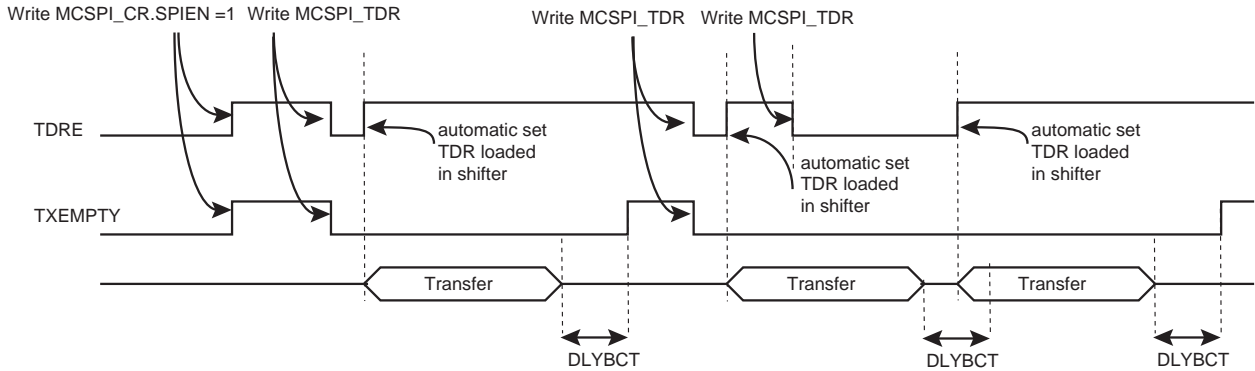 Write MCSPI_CR.SPIEN =1
Write MCSPI_TDR
Write MCSPI_TDR
Write MCSPI_TDR
TDRE
automatic set
TDR loaded
in shifter
automatic set
TDR loaded
in shifter
automatic set
TDR loaded
in shifter
TXEMPTY
Transfer
Transfer
Transfer
DLYBCT
DLYBCT
DLYBCT